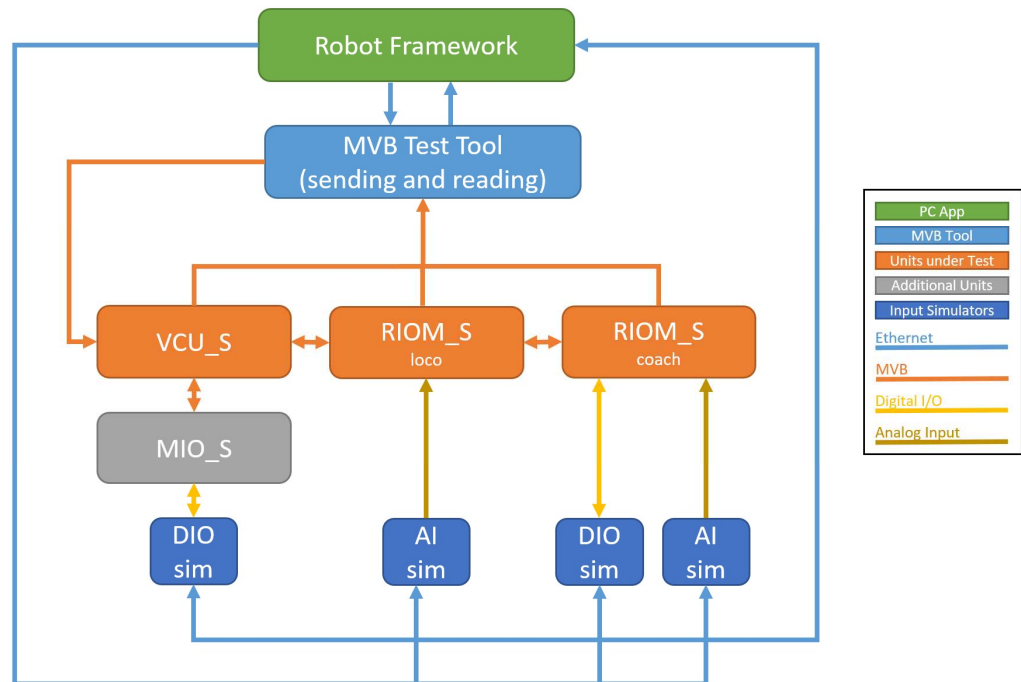 Robot Framework
MVB Test Tool
(sending and reading)
VCU_S
RIOM_S
loco
RIOM_S
coach
MIO_S
DIO
sim
AI
sim
DIO
sim
AI
sim
PC App
MVB Tool
Units under Test
Additional Units
Input Simulators
Ethernet
MVB
Digital I/O
Analog Input